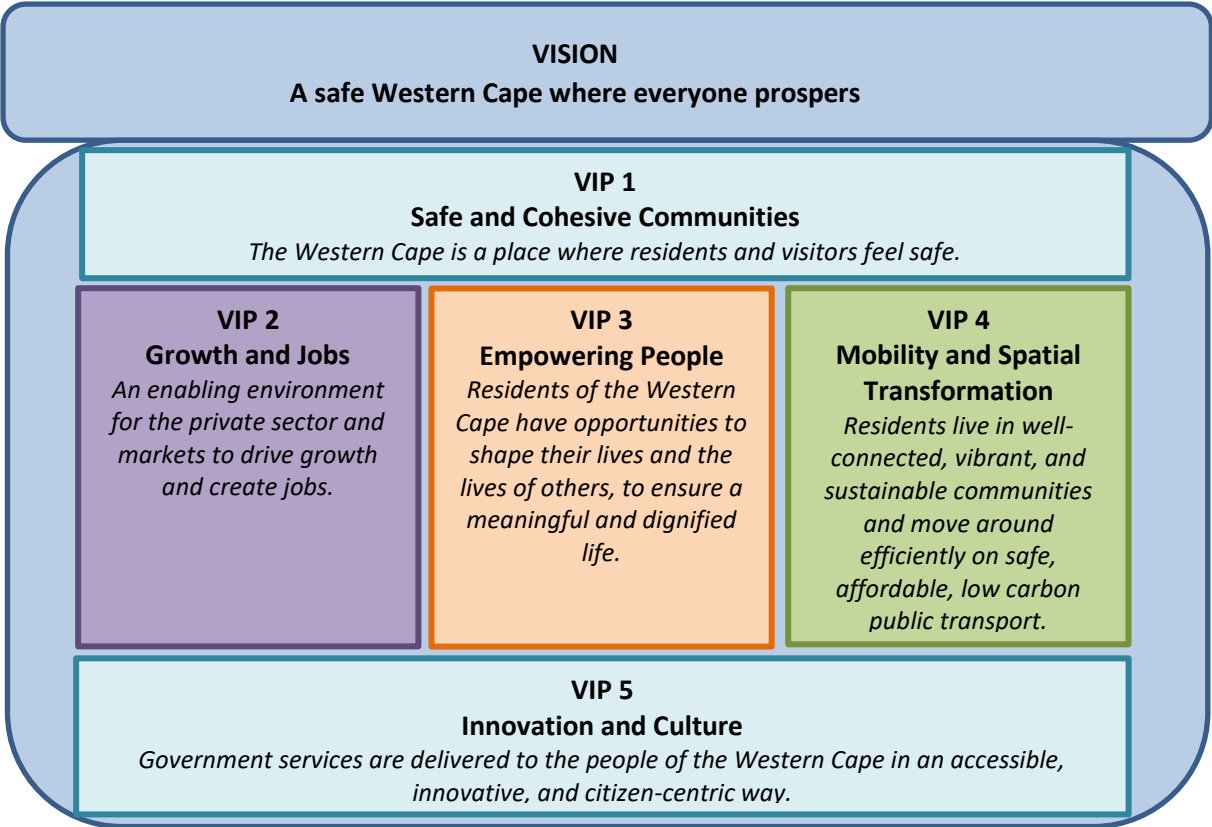 VISION
A safe Western Cape where everyone prospers
VIP 1
Safe and Cohesive Communities
The Western Cape is a place where residents and visitors feel safe.
VIP 2
Growth and Jobs
An enabling environment
for the private sector and
markets to drive growth
and create jobs.
VIP 3
Empowering People
Residents of the Western
Cape have opportunities to
shape their lives and the
lives of others, to ensure a
meaningful and dignified
life.
VIP 4
Mobility and Spatial
Transformation
Residents live in well-
connected, vibrant, and
sustainable communities
and move around
efficiently on safe,
affordable, low carbon
public transport.
VIP 5
Innovation and Culture
Government services are delivered to the people of the Western Cape in an accessible,
innovative, and citizen-centric way.